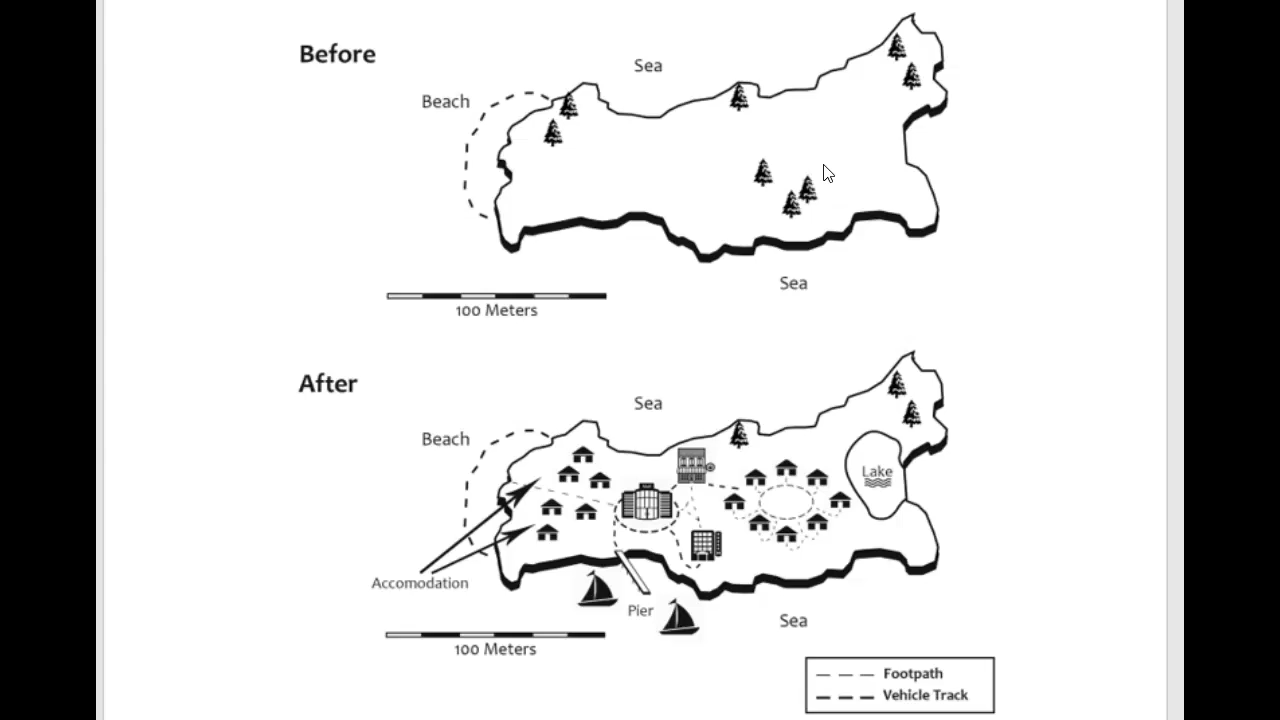 Before
Sea
Beach
Sea
100 Meters
After
Sea
Beach
Lake
Accomodation
Pier
Sea
100 Meters
Footpath
Vehicle Track